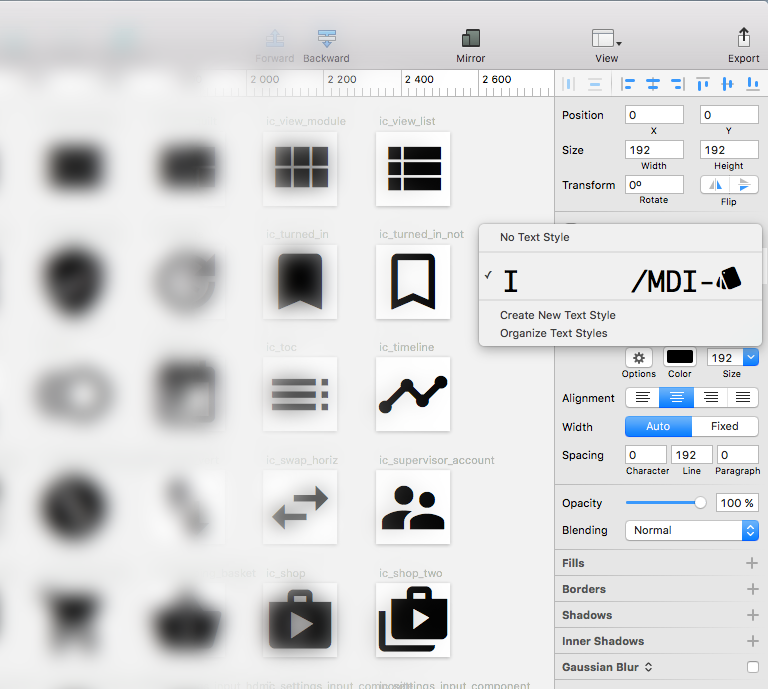 Forward Backward Mirror View Export
2 000 2 200 2 400 2 600
Position 0 0
X Y
Size 192 192
Width Height
Transform 0º
Rotate Flip
ic_view_module ic_view_list
ic_turned_in ic_turned_in_not
No Text Style
✓ I /MDI-
Create New Text Style
Organize Text Styles
192
Options Color Size
ic_toc ic_timeline
Alignment
Width Auto Fixed
Spacing 0 192 0
Character Line Paragraph
ic_swap_horiz ic_supervisor_account
Opacity 100 %
Blending Normal
Fills
Borders
ic_shop ic_shop_two
Shadows
Inner Shadows
Gaussian Blur
settings_input_component